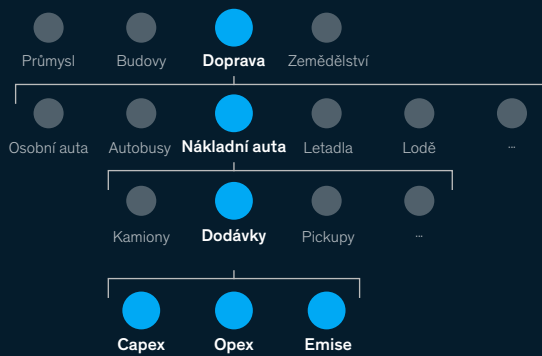 Průmysl Budovy Doprava Zemědělství
Osobní auta Autobusy Nákladní auta Letadla Lodě ...
Kamiony Dodávky Pickupy ...
Capex Opex Emise